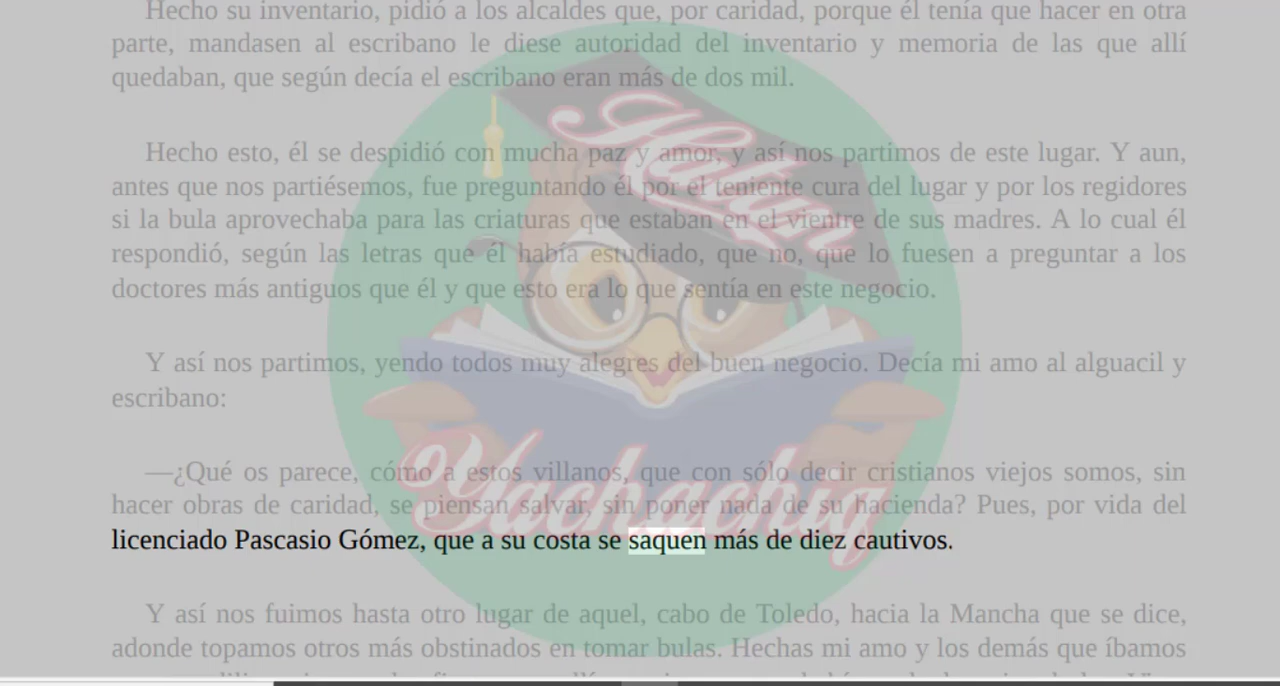 Hecho su inventario, pidió a los alcaldes que, por caridad, porque él tenía que hacer en otra
parte, mandasen al escribano le diese autoridad del inventario y memoria de las que allí
quedaban, que según decía el escribano eran más de dos mil.
Hecho esto, él se despidió con mucha paz y amor, y así nos partimos de este lugar. Y aun,
antes que nos partiésemos, fue preguntando él por el teniente cura del lugar y por los regidores
si la bula aprovechaba para las criaturas que estaban en el vientre de sus madres. A lo cual él
respondió, según las letras que él había estudiado, que no, que lo fuesen a preguntar a los
doctores más antiguos que él y que esto era lo que sentía en este negocio.
Y así nos partimos, yendo todos muy alegres del buen negocio. Decía mi amo al alguacil y
escribano:
—¿Qué os parece, cómo a estos villanos, que con sólo decir cristianos viejos somos, sin
hacer obras de caridad, se piensan salvar, sin poner nada de su hacienda? Pues, por vida del
licenciado Pascasio Gómez, que a su costa se saquen más de diez cautivos.
Y así nos fuimos hasta otro lugar de aquel, cabo de Toledo, hacia la Mancha que se dice,
adonde topamos otros más obstinados en tomar bulas. Hechas mi amo y los demás que íbamos
Hatun
Yachachiq